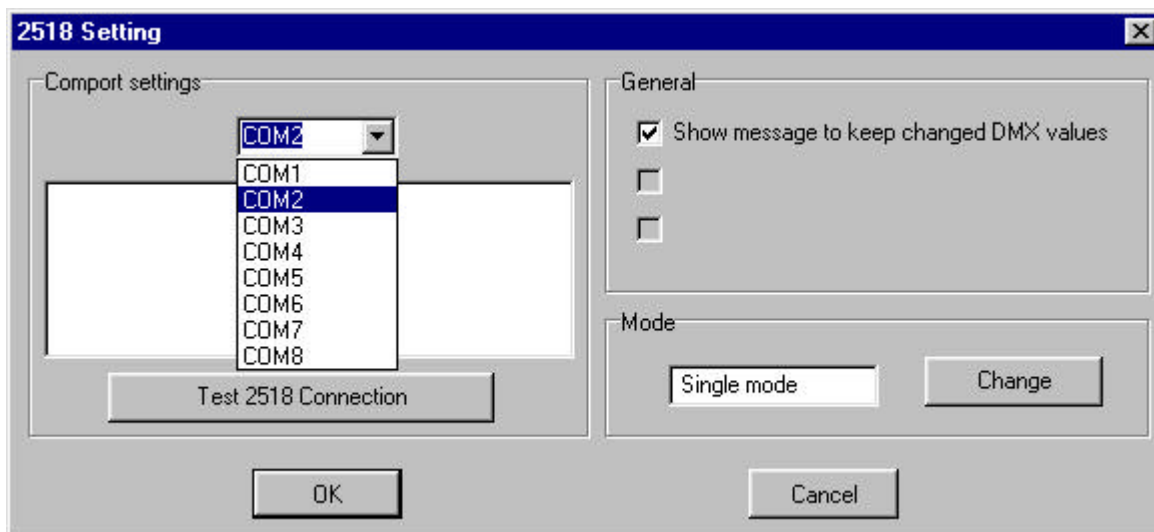 2518 Setting
Comport settings
COM2
COM1
COM2
COM3
COM4
COM5
COM6
COM7
COM8
Test 2518 Connection
General
Show message to keep changed DMX values
Mode
Single mode
Change
OK
Cancel